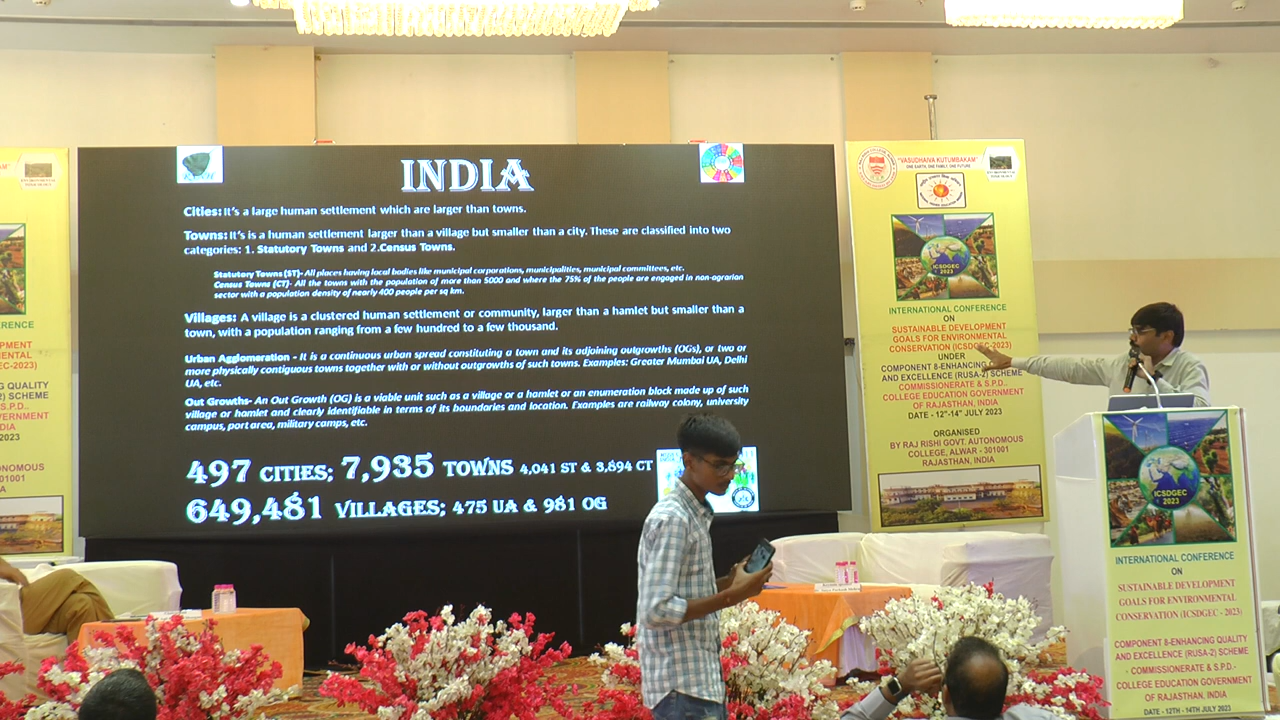 INDIA
Cities: It's a large human settlement which are larger than towns.
Towns: It's is a human settlement larger than a village but smaller than a city. These are classified into two
categories: 1. Statutory Towns and 2.Census Towns.
Statutory Towns (ST)- All places having local bodies like municipal corporations, municipalities, municipal committees, etc.
Census Towns (CT)- All the towns with the population of more than 5000 and where the 75% of the people are engaged in non-agrarian
sector with a population density of nearly 400 people per sq km.
Villages: A village is a clustered human settlement or community, larger than a hamlet but smaller than a
town, with a population ranging from a few hundred to a few thousand.
Urban Agglomeration - It is a continuous urban spread constituting a town and its adjoining outgrowths (OGs), or two or
more physically contiguous towns together with or without outgrowths of such towns. Examples: Greater Mumbai UA, Delhi
UA, etc.
Out Growths- An Out Growth (OG) is a viable unit such as a village or a hamlet or an enumeration block made up of such
village or hamlet and clearly identifiable in terms of its boundaries and location. Examples are railway colony, university
campus, port area, military camps, etc.
497 CITIES; 7,935 TOWNS 4,041 ST & 3,894 CT
649,481 VILLAGES; 475 UA & 981 OG
"VASUDHAIVA KUTUMBAKAM"
ONE EARTH, ONE FAMILY, ONE FUTURE
ICSDGEC
2023
INTERNATIONAL CONFERENCE
ON
SUSTAINABLE DEVELOPMENT
GOALS FOR ENVIRONMENTAL
CONSERVATION (ICSDGEC-2023)
UNDER
COMPONENT 8-ENHANCING
AND EXCELLENCE (RUSA-2) SCHEME
COMMISSIONERATE & S.P.D.,
COLLEGE EDUCATION GOVERNMENT
OF RAJASTHAN, INDIA
DATE - 12th-14th JULY 2023
ORGANISED
BY RAJ RISHI GOVT. AUTONOMOUS
COLLEGE, ALWAR - 301001
RAJASTHAN, INDIA
ICSDGEC
2023
INTERNATIONAL CONFERENCE
ON
SUSTAINABLE DEVELOPMENT
GOALS FOR ENVIRONMENTAL
CONSERVATION (ICSDGEC - 2023)
COMPONENT 8-ENHANCING QUALITY
AND EXCELLENCE (RUSA-2) SCHEME
- COMMISSIONERATE & S.P.D.-
COLLEGE EDUCATION GOVERNMENT
OF RAJASTHAN, INDIA
DATE - 12TH - 14TH JULY 2023